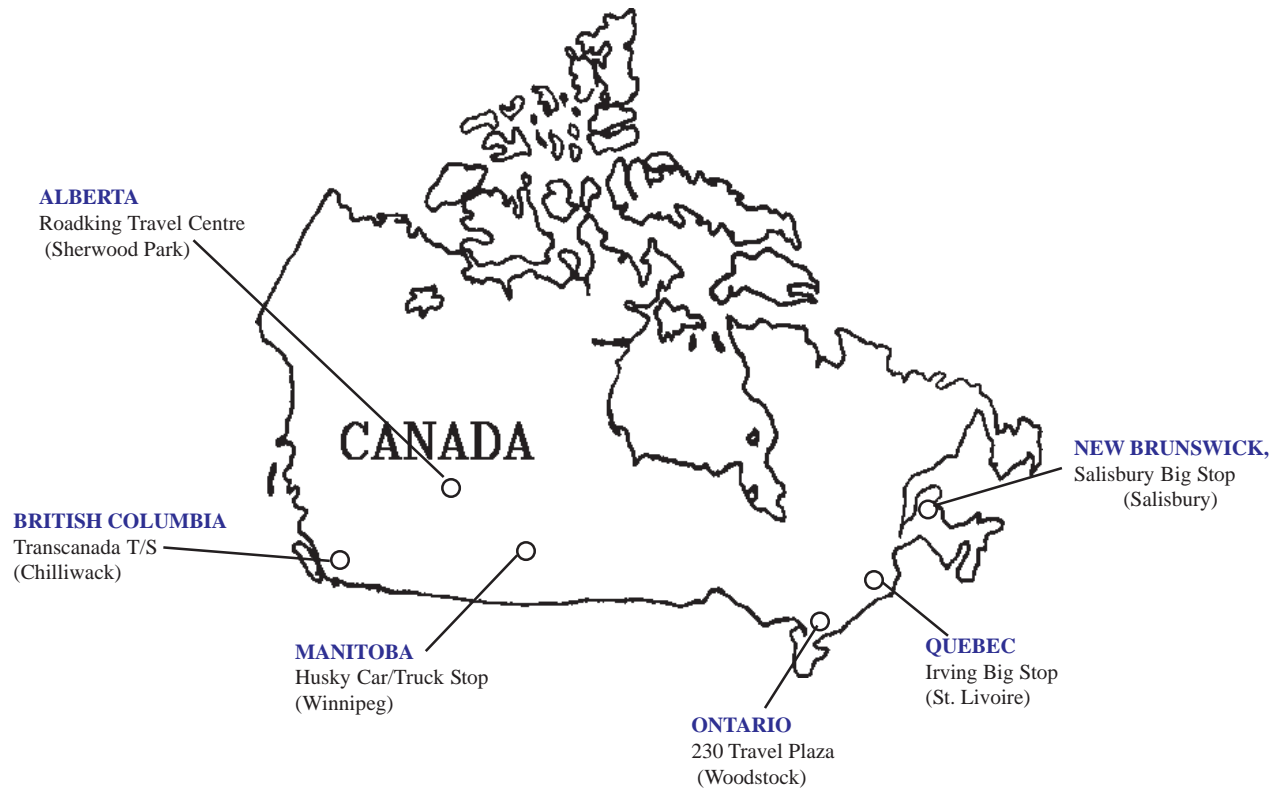 ALBERTA
Roadking Travel Centre
(Sherwood Park)
CANADA
NEW BRUNSWICK,
Salisbury Big Stop
(Salisbury)
BRITISH COLUMBIA
Transcanada T/S
(Chilliwack)
MANITOBA
Husky Car/Truck Stop
(Winnipeg)
QUEBEC
Irving Big Stop
(St. Livoire)
ONTARIO
230 Travel Plaza
(Woodstock)